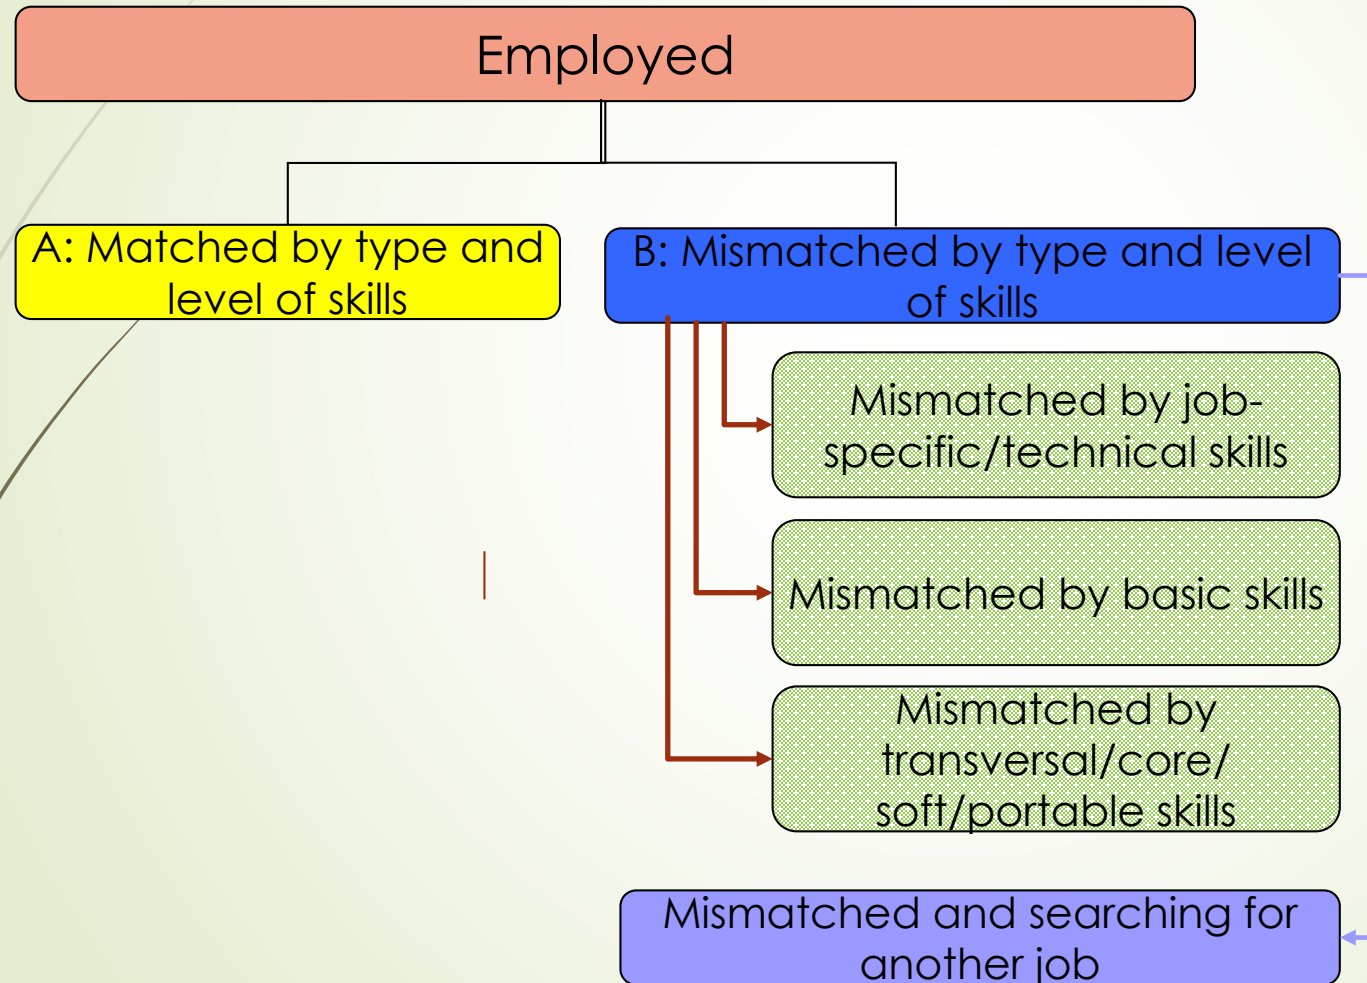 Employed
A: Matched by type and
level of skills
B: Mismatched by type and level
of skills
Mismatched by job-
specific/technical skills
Mismatched by basic skills
Mismatched by
transversal/core/
soft/portable skills
Mismatched and searching for
another job